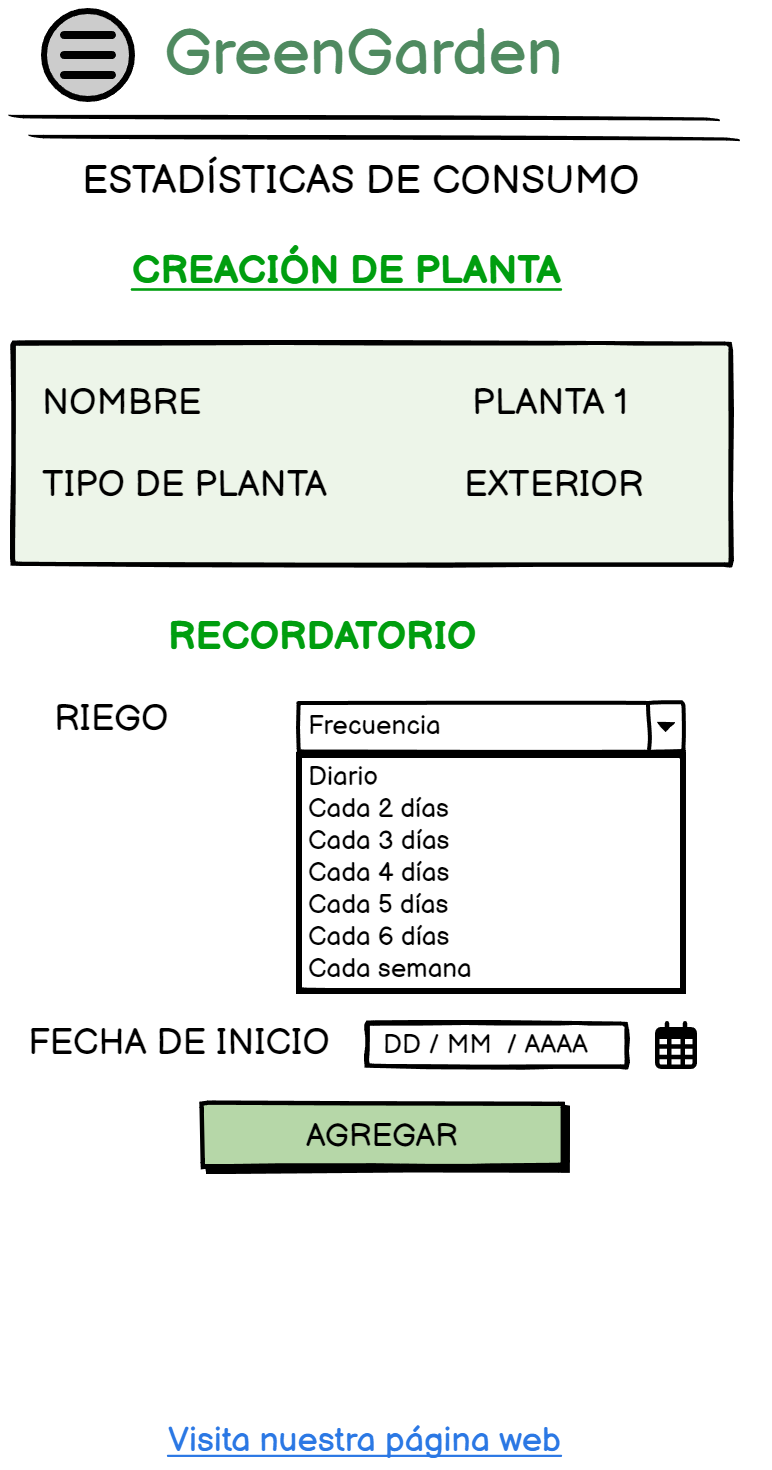 GreenGarden
ESTADÍSTICAS DE CONSUMO
CREACIÓN DE PLANTA
NOMBRE PLANTA 1
TIPO DE PLANTA EXTERIOR
RECORDATORIO
RIEGO Frecuencia
Diario
Cada 2 días
Cada 3 días
Cada 4 días
Cada 5 días
Cada 6 días
Cada semana
FECHA DE INICIO DD / MM / AAAA
AGREGAR
Visita nuestra página web